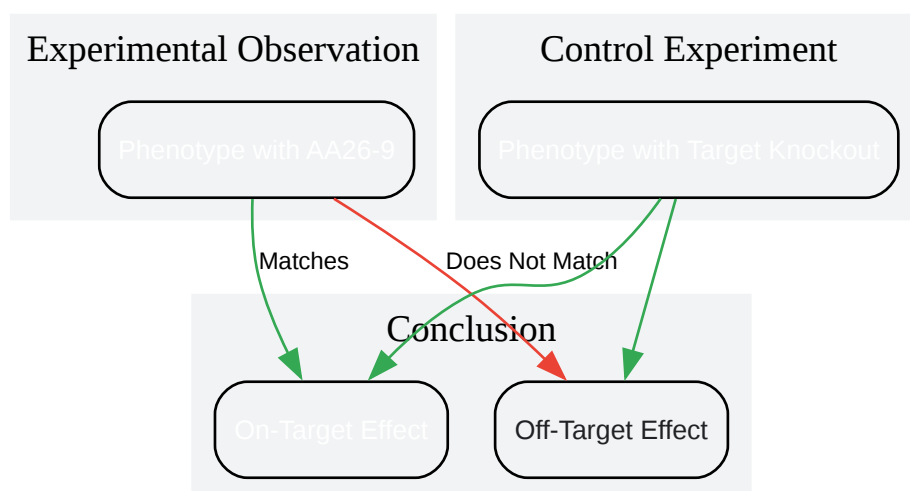 Experimental Observation
Control Experiment
Phenotype with AA26-9
Phenotype with Target Knockout
Matches
Does Not Match
Conclusion
On-Target Effect
Off-Target Effect